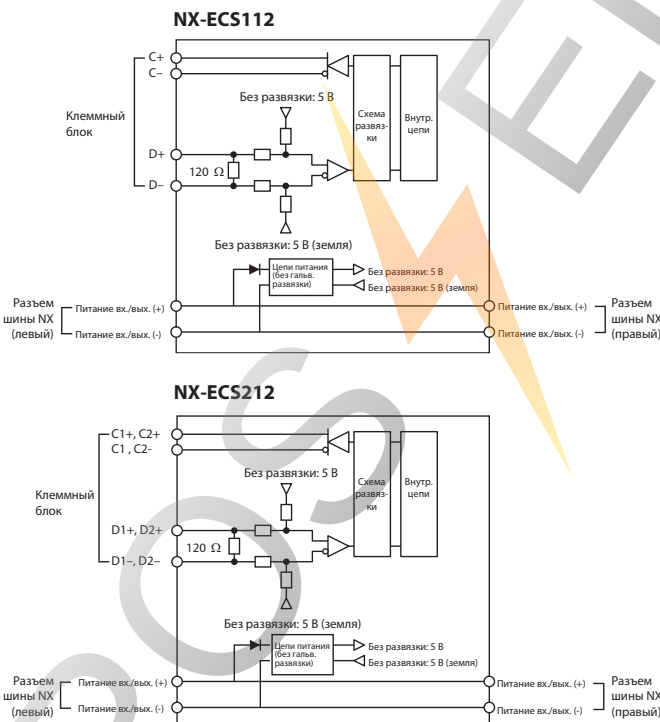 NX-ECS112
C+
C–
Без развязки: 5 В
Клеммный
блок
Схема
развяз-
ки
Внутр.
цепи
D+
120 Ω
D–
Без развязки: 5 В (земля)
Цепи питания
(без гальв.
развязки)
Без развязки: 5 В
Без развязки: 5 В (земля)
Разъем
шины NX
(левый)
Питание вх./вых. (+)
Питание вх./вых. (-)
Питание вх./вых. (+)
Питание вх./вых. (-)
Разъем
шины NX
(правый)
NX-ECS212
C1+, C2+
C1 , C2-
Без развязки: 5 В
Клеммный
блок
Схема
развяз-
ки
Внутр.
цепи
D1+, D2+
120 Ω
D1–, D2–
Без развязки: 5 В (земля)
Цепи питания
(без гальв.
развязки)
Без развязки: 5 В
Без развязки: 5 В (земля)
Разъем
шины NX
(левый)
Питание вх./вых. (+)
Питание вх./вых. (-)
Питание вх./вых. (+)
Питание вх./вых. (-)
Разъем
шины NX
(правый)